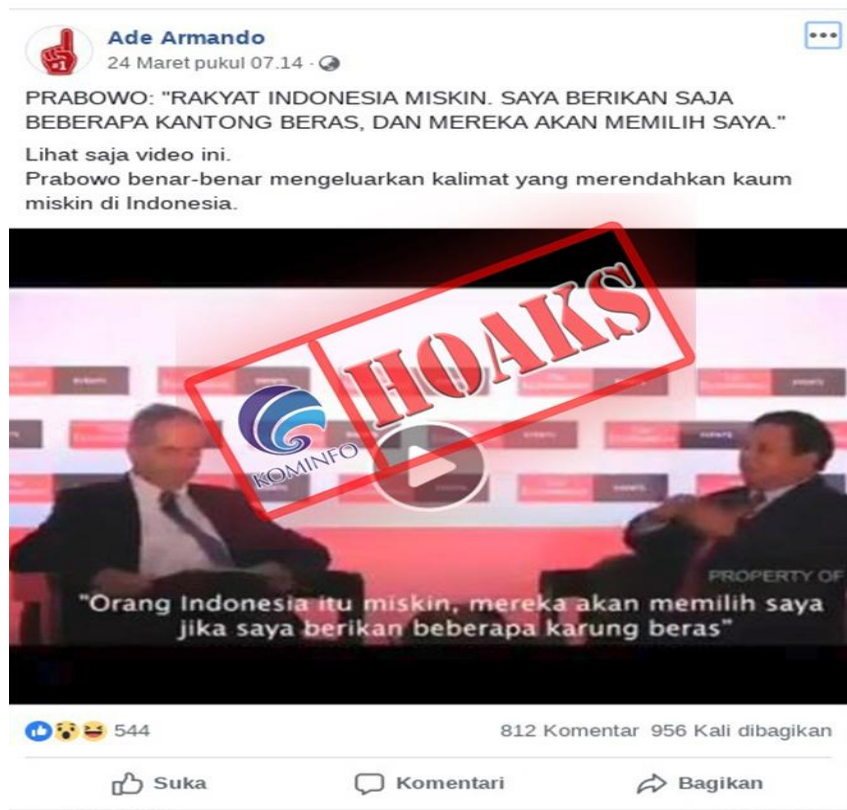 Ade Armando
24 Maret pukul 07.14 ·
PRABOWO: "RAKYAT INDONESIA MISKIN. SAYA BERIKAN SAJA
BEBERAPA KANTONG BERAS, DAN MEREKA AKAN MEMILIH SAYA."
Lihat saja video ini.
Prabowo benar-benar mengeluarkan kalimat yang merendahkan kaum
miskin di Indonesia.
#1
HOAKS
KOMINFO
PROPERTY OF
"Orang Indonesia itu miskin, mereka akan memilih saya
jika saya berikan beberapa karung beras"
544
812 Komentar 956 Kali dibagikan
Suka Komentari Bagikan